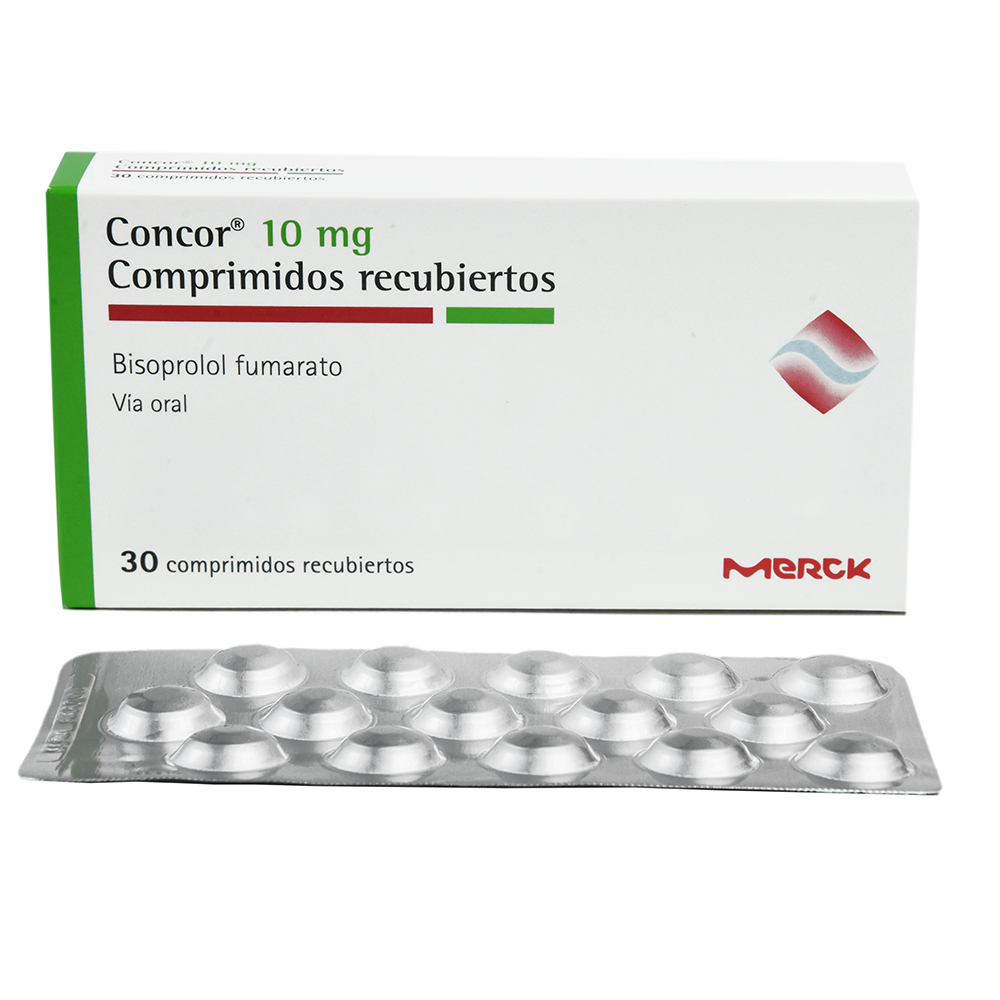 Concor® 10 mg
Comprimidos recubiertos
30 comprimidos recubiertos
Concor® 10 mg
Comprimidos recubiertos
Bisoprolol fumarato
Vía oral
30 comprimidos recubiertos
MERCK